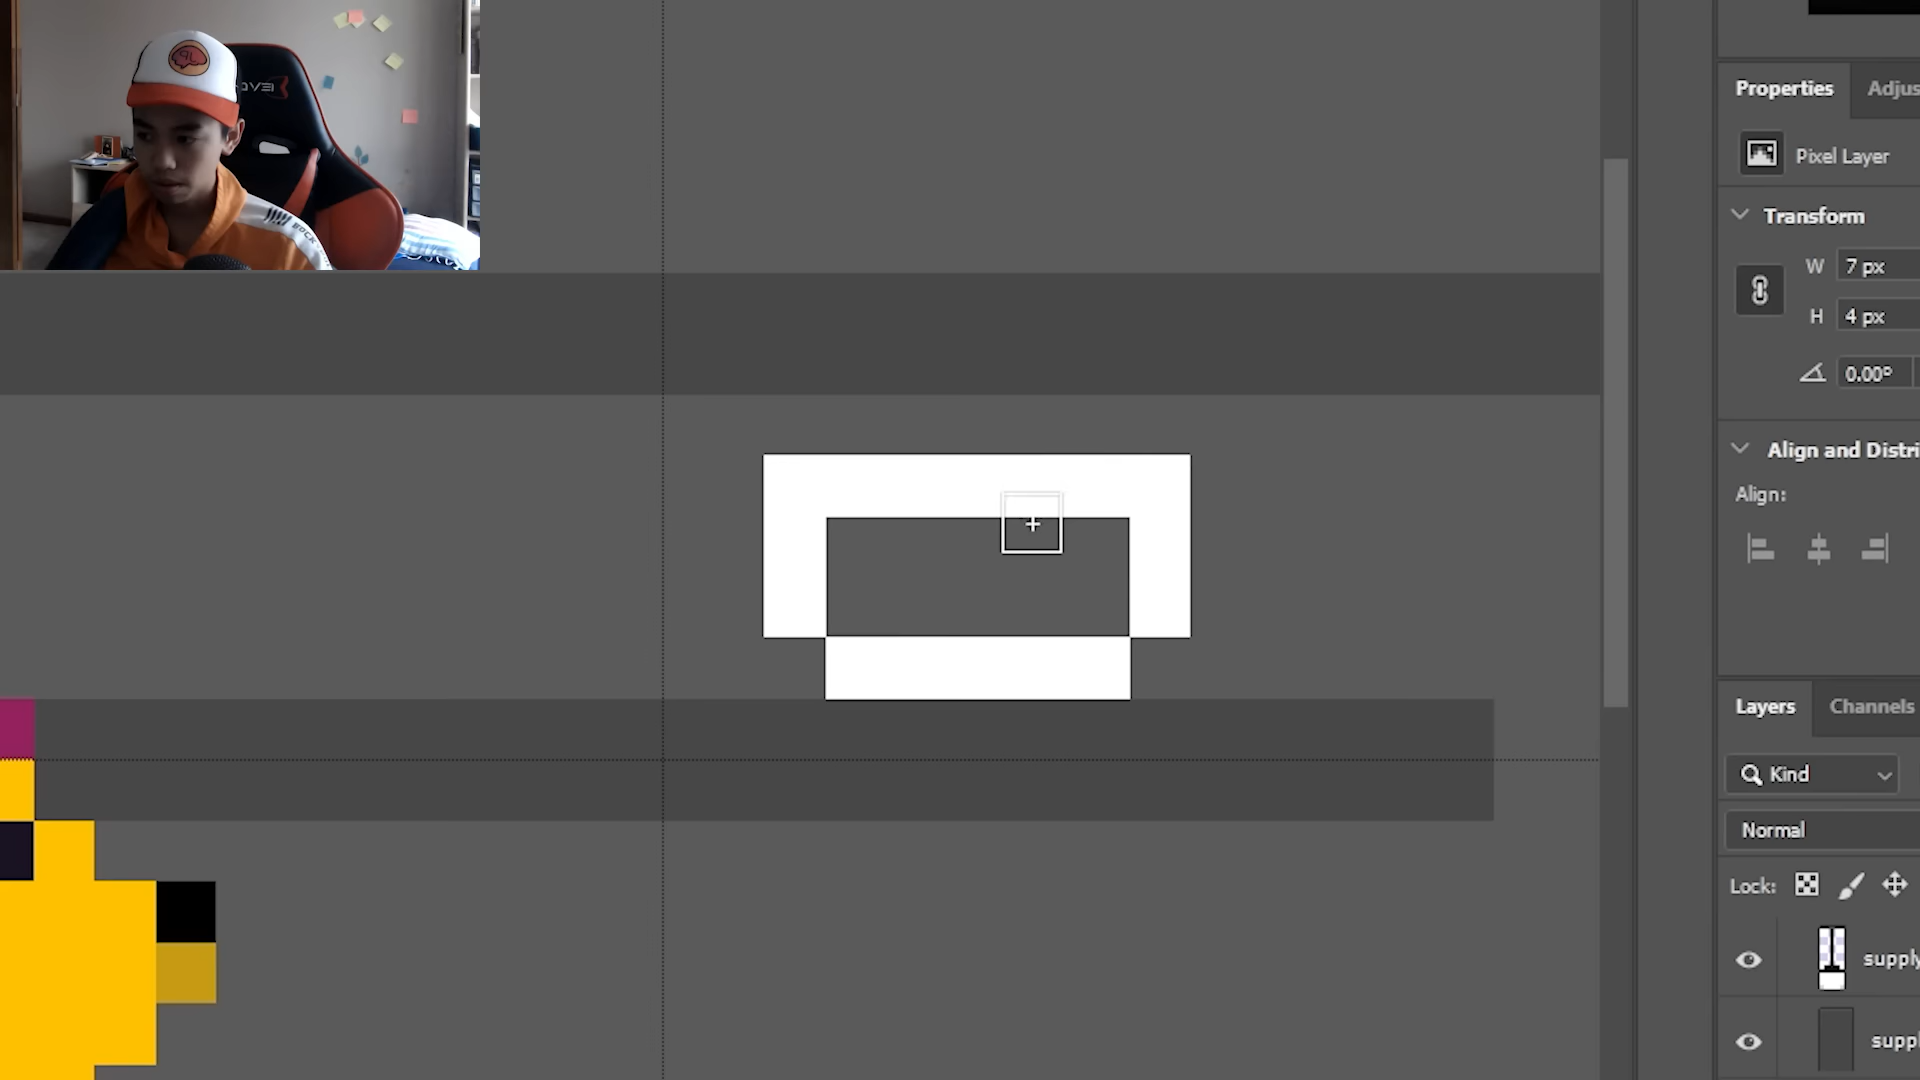 Properties
Adjus
Pixel Layer
Transform
W 7 px
H 4 px
0.00°
Align and Distri
Align:
Layers
Channels
Kind
Normal
Lock:
supply
suppl